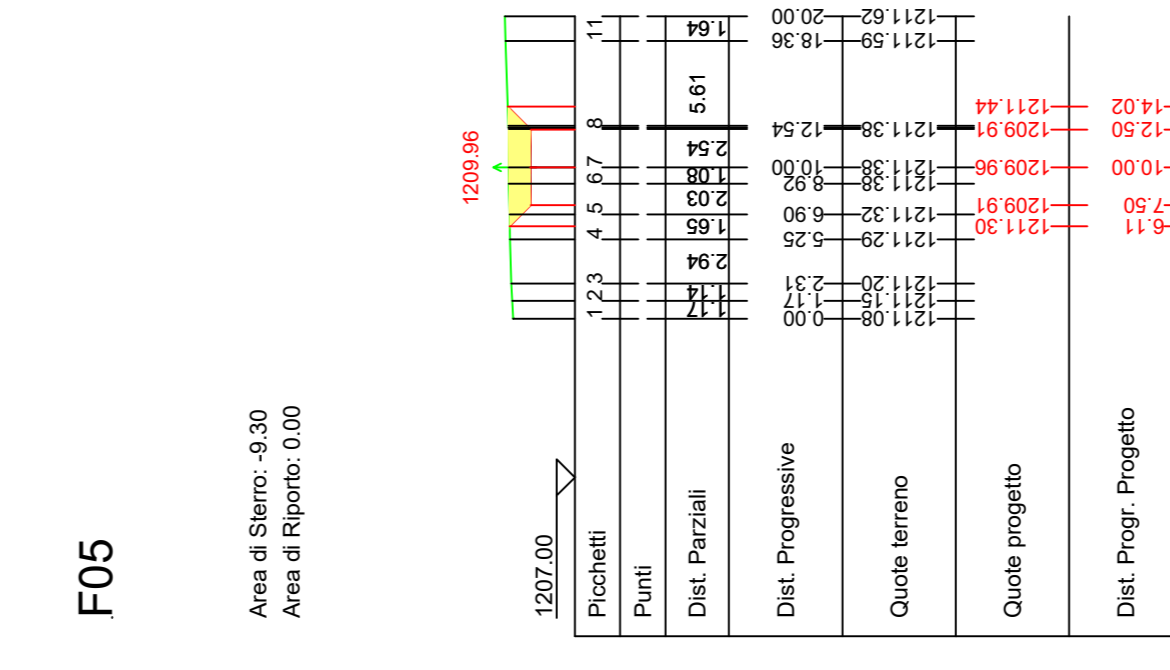 .F05
Area di Sterro: -9.30
Area di Riporto: 0.00
1209.96
1207.00
Picchetti 1 2 3 4 5 6 7 8 11
Punti
Dist. Parziali 1.17 1.14 2.94 1.65 2.03 1.08 2.54 5.61 1.64
Dist. Progressive 0.00 1.17 2.31 5.25 6.90 8.92 10.00 12.54 18.36 20.00
Quote terreno 1211.08 1211.15 1211.20 1211.29 1211.32 1211.38 1211.38 1211.38 1211.59 1211.62
Quote progetto 1211.30 1209.91 1209.96 1209.91 1211.44
Dist. Progr. Progetto 6.11 7.50 10.00 12.50 14.02